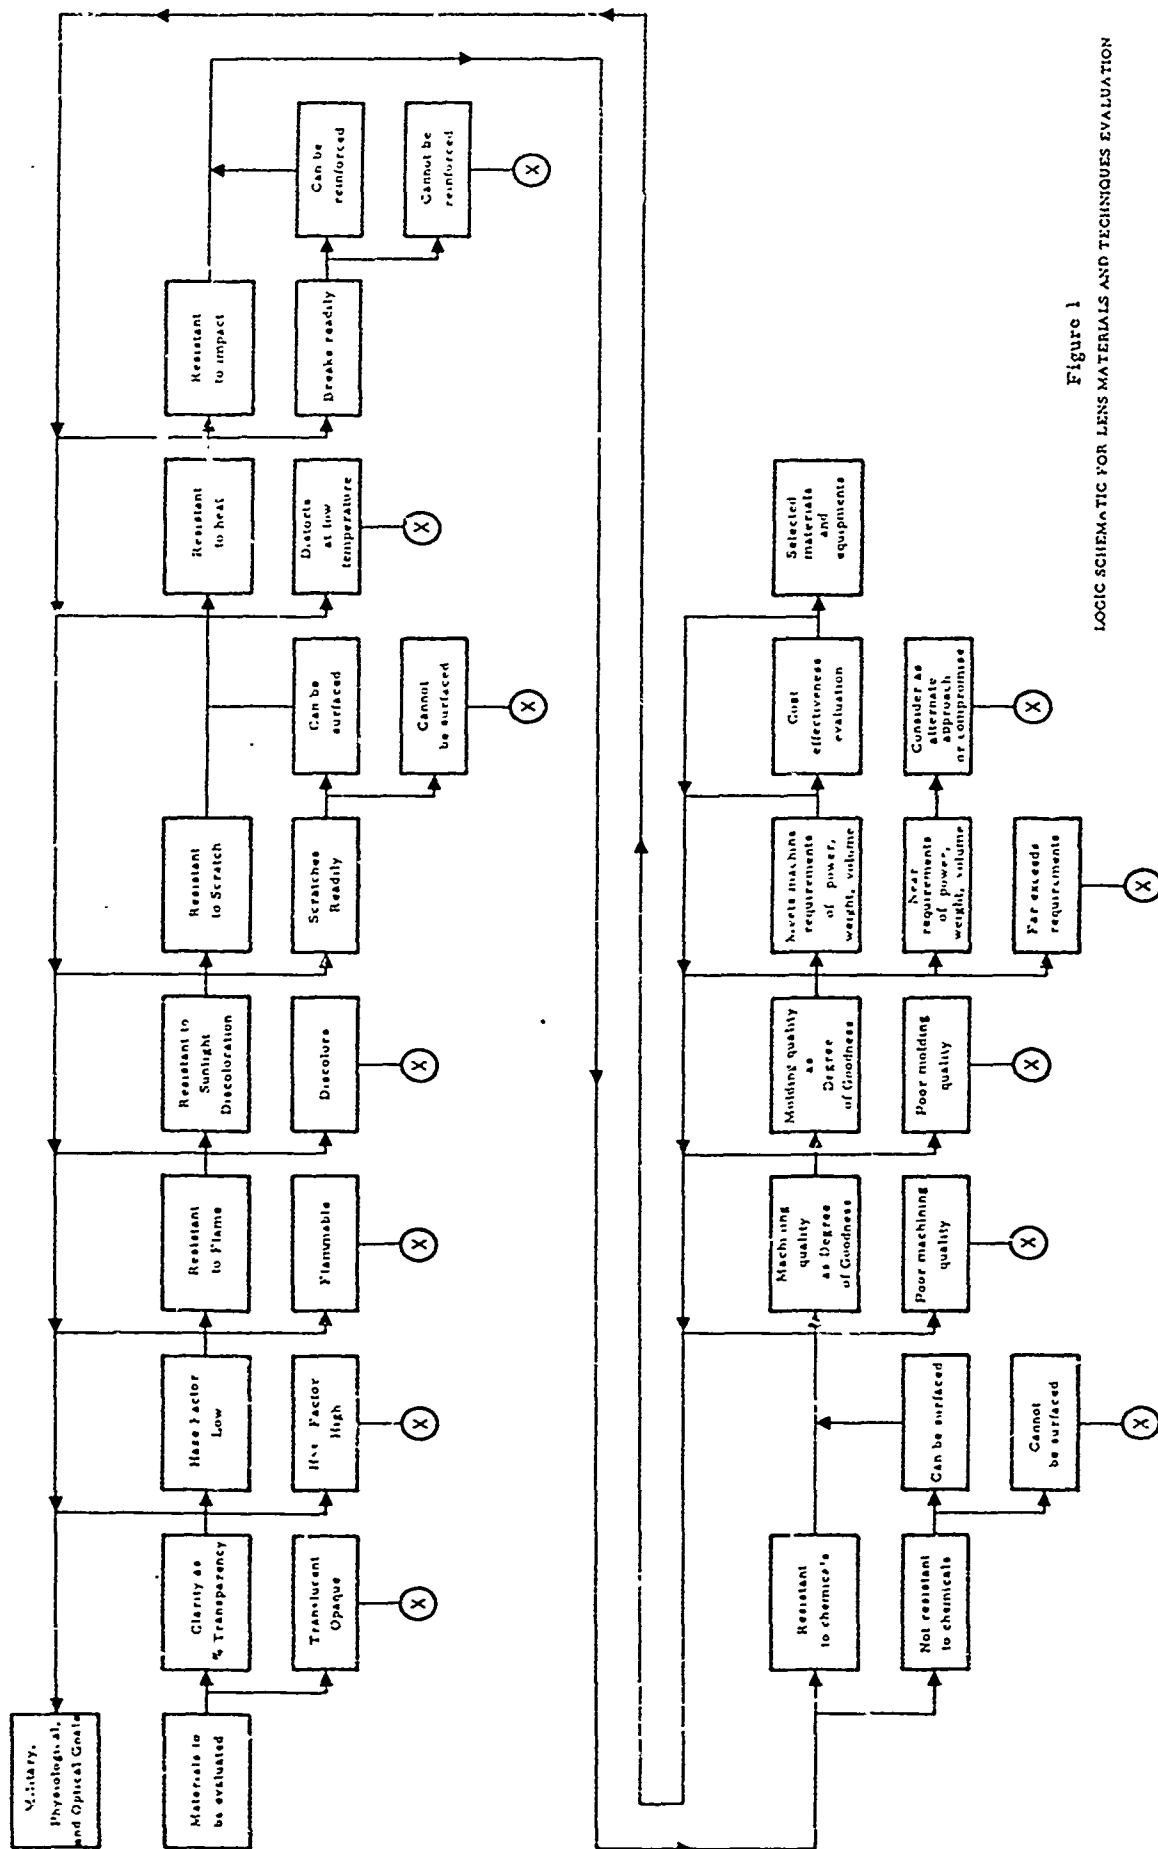 Military,
Physiological,
and Optical Goals
Materials to
be evaluated
Clarity as
% Transparency
Translucent
Opaque
X
Haze Factor
Low
Factor
High
X
Resistant
to Flame
Flammable
X
Resistant to
Sunlight
Discoloration
Discolors
X
Resistant
to Scratch
Scratches
Readily
Can be
surfaced
Cannot
be surfaced
X
Resistant
to heat
Distorts
at low
temperature
X
Resistant
to impact
Breaks readily
Can be
reinforced
Cannot be
reinforced
X
Resistant
to chemica's
Not resistant
to chemicals
Can be surfaced
Cannot
be surfaced
X
Machining
quality
as Degree
of Goodness
Poor machining
quality
X
Molding quality
as
Degree
of Goodness
Poor molding
quality
X
Meets machine
requirements
of power,
weight, volume
Near
requirements
of power,
weight, volume
Far exceeds
requirements
X
Cost
effectiveness
evaluation
Consider as
alternate
approach
or compromise
X
Selected
materials
and
equipments
Figure 1
LOGIC SCHEMATIC FOR LENS MATERIALS AND TECHNIQUES EVALUATION